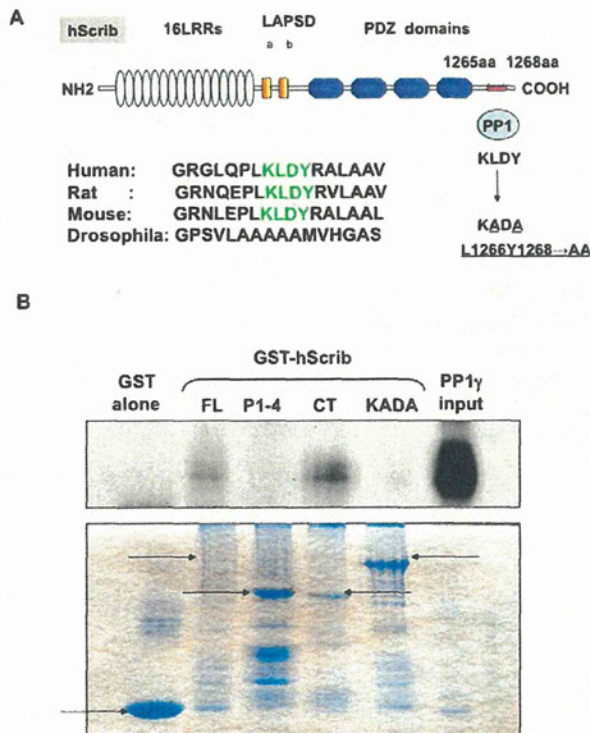 A
hScrib 16LRRs LAPSD PDZ domains
a b
1265aa 1268aa
NH2 COOH
PP1
KLDY
KADA
L1266Y1268→AA
Human: GRGLQPLKLDYRALAAV
Rat : GRNQEPLKLDYRVLAAV
Mouse: GRNLEPLKLDYRALAAL
Drosophila: GPSVLAAAAAMVHGAS
B
GST-hScrib
GST alone FL P1-4 CT KADA PP1γ input